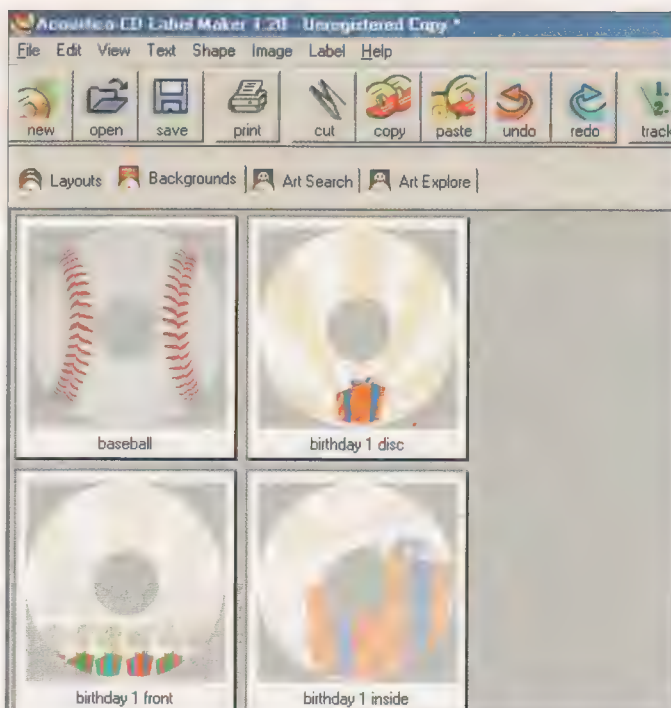 Acoustica CD Label Maker 1.20 Unregistered Copy *
File Edit View Text Shape Image Label Help
new open save print cut copy paste undo redo track
1.
2.
Layouts Backgrounds Art Search Art Explore
baseball
birthday 1 disc
birthday 1 front
birthday 1 inside